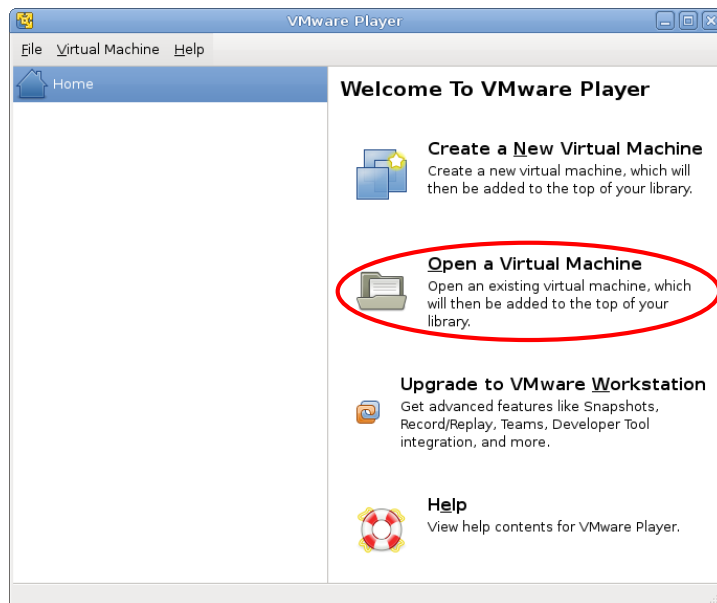 VMware Player
File Virtual Machine Help
Home
Welcome To VMware Player
Create a New Virtual Machine
Create a new virtual machine, which will
then be added to the top of your library.
Open a Virtual Machine
Open an existing virtual machine, which
will then be added to the top of your
library.
Upgrade to VMware Workstation
Get advanced features like Snapshots,
Record/Replay, Teams, Developer Tool
integration, and more.
Help
View help contents for VMware Player.